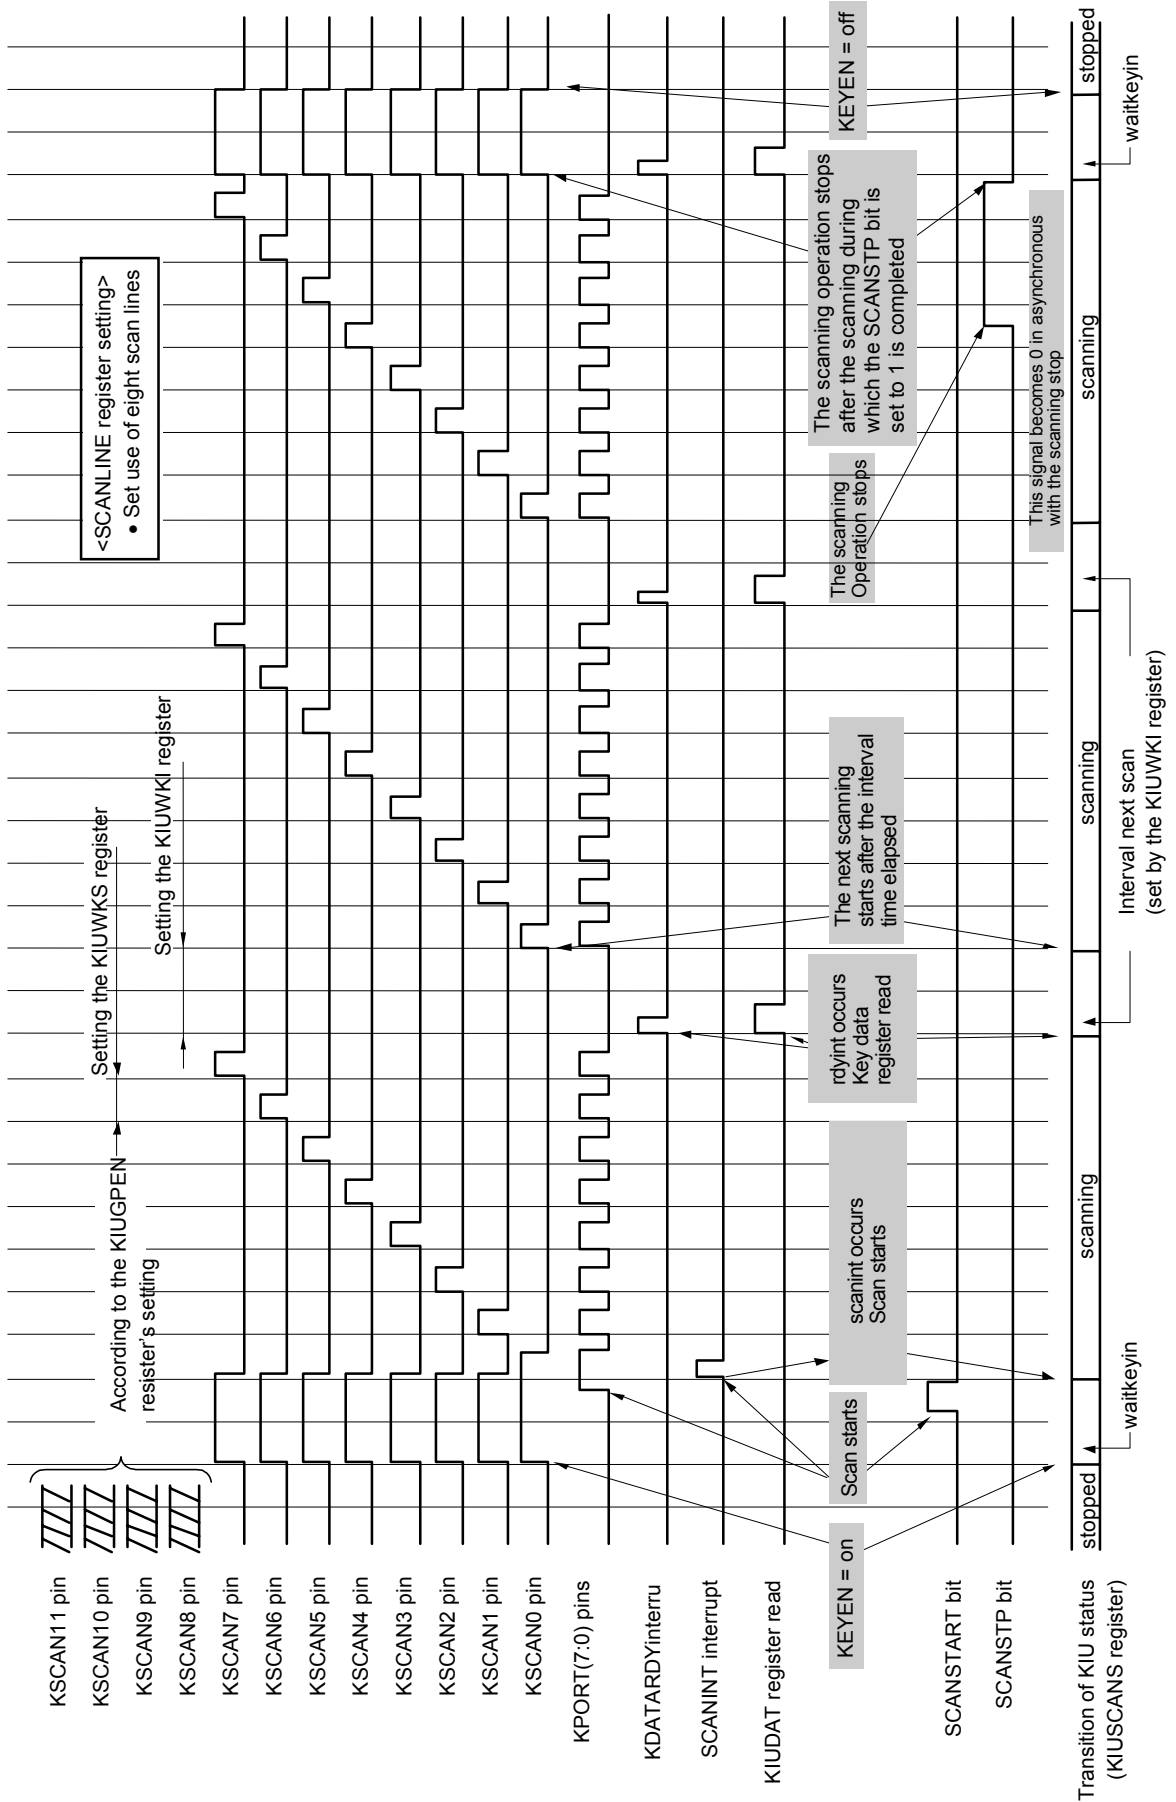 <SCANLINE register setting>
• Set use of eight scan lines
Setting the KIUWKS register
Setting the KIUWKI register
According to the KIUGPEN
resister's setting
KSCAN11 pin
KSCAN10 pin
KSCAN9 pin
KSCAN8 pin
KSCAN7 pin
KSCAN6 pin
KSCAN5 pin
KSCAN4 pin
KSCAN3 pin
KSCAN2 pin
KSCAN1 pin
KSCAN0 pin
KPORT(7:0) pins
KDATARDYinterru
SCANINT interrupt
KIUDAT register read
KEYEN = on
Scan starts
scanint occurs
Scan starts
rdyint occurs
Key data
register read
The next scanning
starts after the interval
time elapsed
The scanning
Operation stops
The scanning operation stops
after the scanning during
which the SCANSTP bit is
set to 1 is completed
KEYEN = off
SCANSTART bit
SCANSTP bit
This signal becomes 0 in asynchronous
with the scanning stop
Transition of KIU status
(KIUSCANS register)
stopped
scanning
scanning
scanning
stopped
waitkeyin
Interval next scan
(set by the KIUWKI register)
waitkeyin